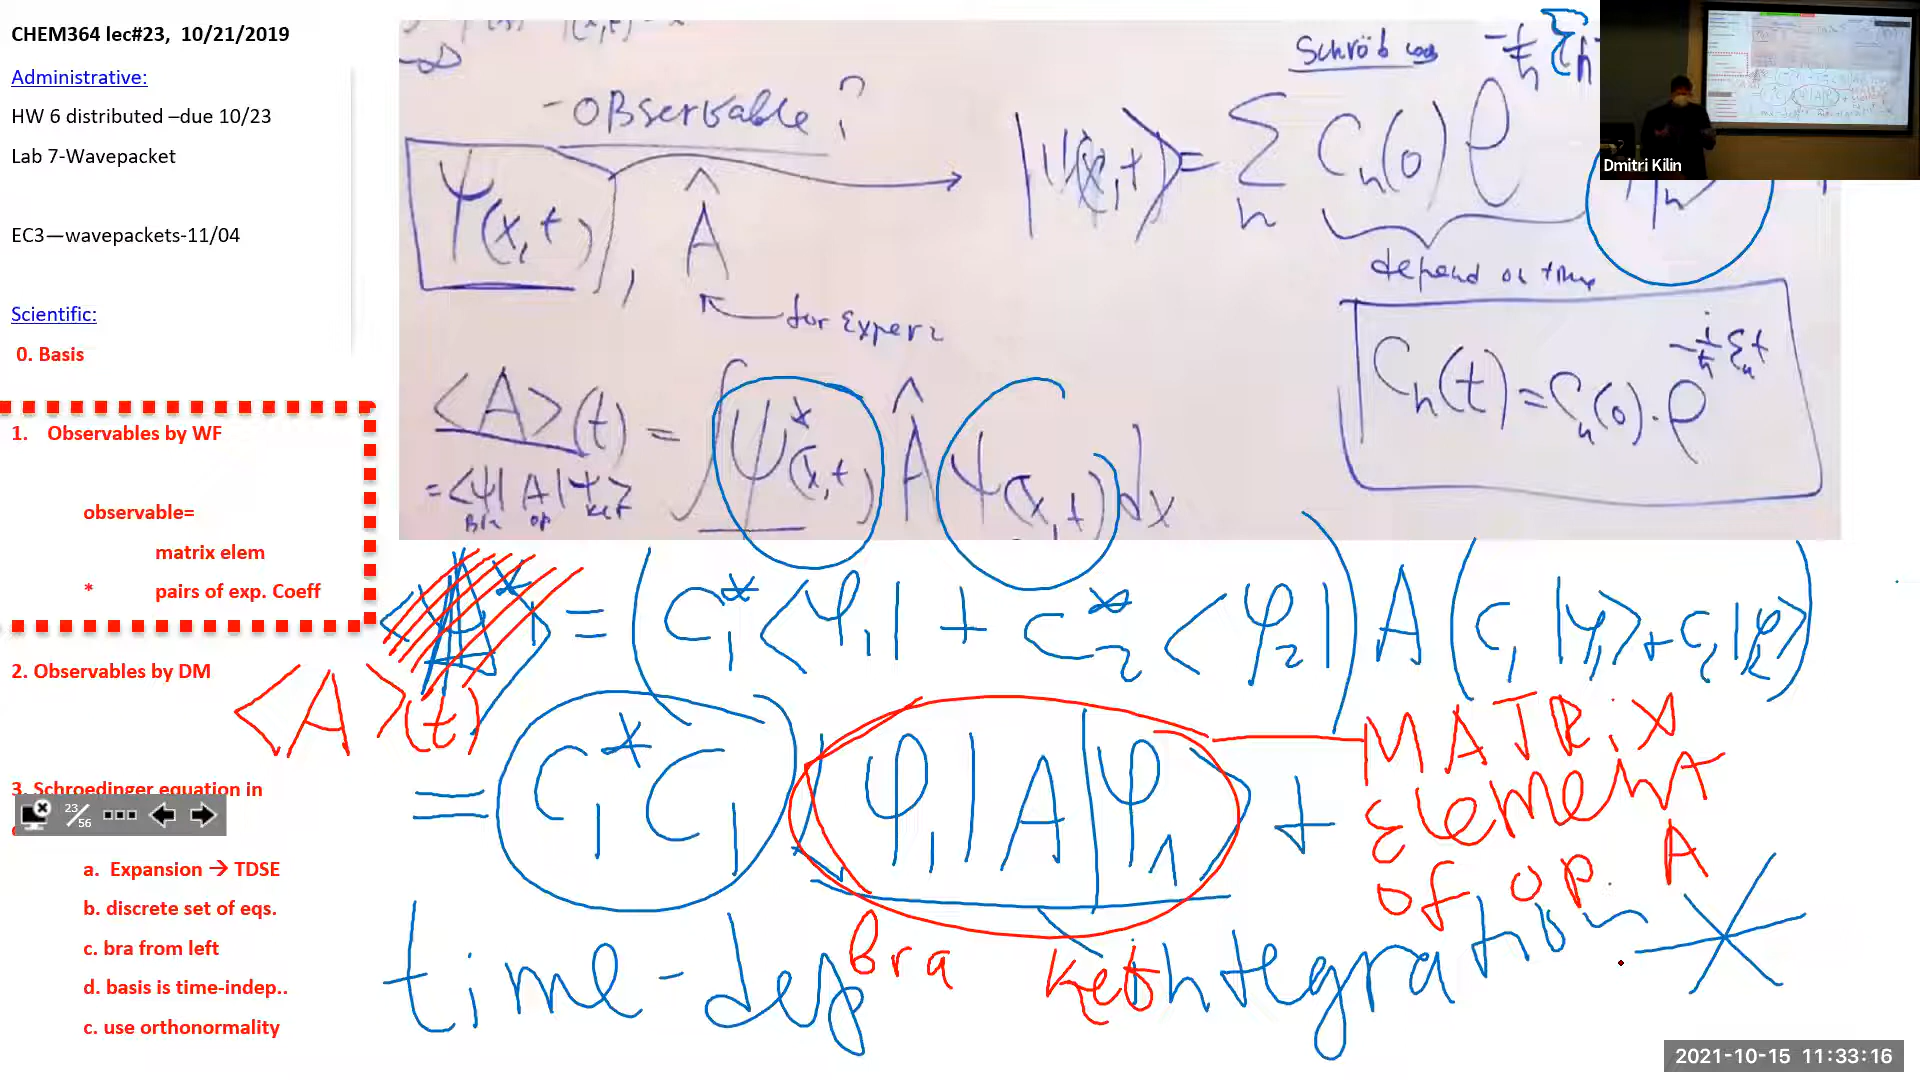 CHEM364 lec#23, 10/21/2019
Administrative:
HW 6 distributed –due 10/23
Lab 7-Wavepacket
EC3—wavepackets-11/04
Scientific:
0. Basis
1. Observables by WF
observable=
matrix elem
* pairs of exp. Coeff
2. Observables by DM
3. Schroedinger equation in
23/56
a. Expansion → TDSE
b. discrete set of eqs.
c. bra from left
d. basis is time-indep..
c. use orthonormality
- OBservable?
ψ(x,t), Â
for exper
<A>(t) = ∫ψ*(x,t) Â ψ(x,t) dx
= <ψ| A |ψ>
Bra op ket
|ψ(x,t)> = Σn Cn(0) e
depend on time
Cn(t) = Cn(0) · e^(-i/ħ εn t)
= (C1* <φ1| + C2* <φ2|) A (C1 |φ1> + C2 |φ2>)
<A>(t)
= C1* C1 <φ1| A |φ1> +
MATRiX
ElemenT
Of op. A
time-dep
Bra
Ket
integration
Dmitri Kilin
2021-10-15 11:33:16